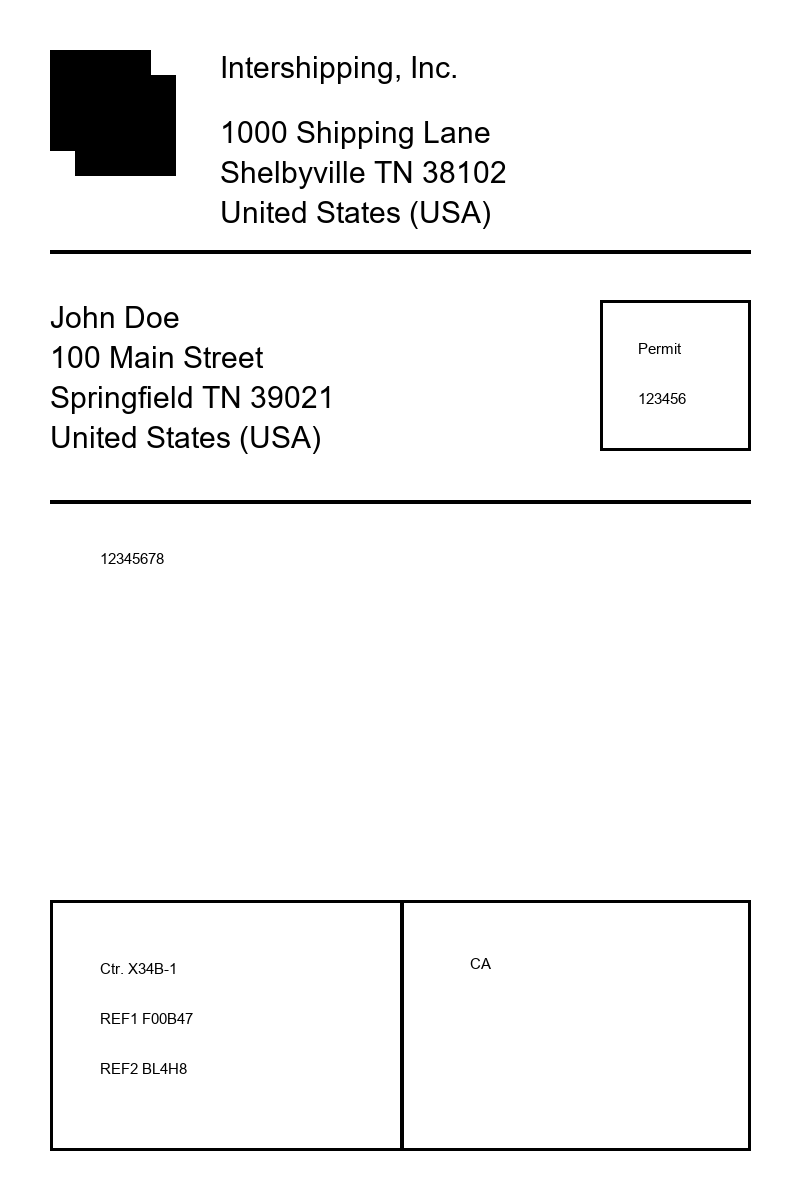 Intershipping, Inc.
1000 Shipping Lane
Shelbyville TN 38102
United States (USA)
John Doe
100 Main Street
Springfield TN 39021
United States (USA)
Permit
123456
12345678
Ctr. X34B-1
REF1 F00B47
REF2 BL4H8
CA